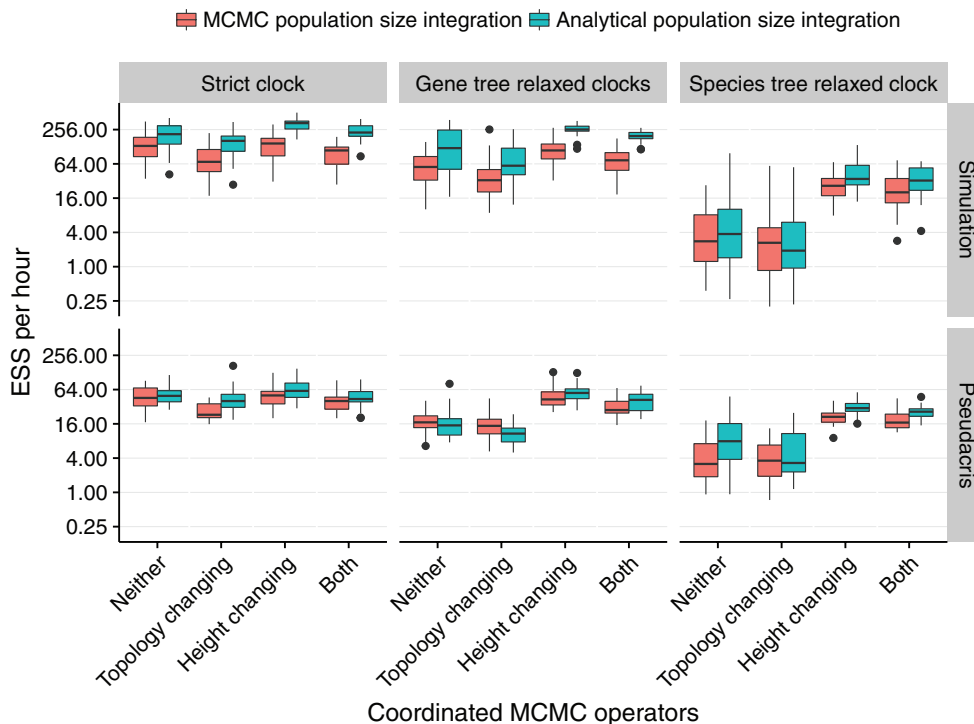 MCMC population size integration Analytical population size integration
Strict clock Gene tree relaxed clocks Species tree relaxed clock
ESS per hour
256.00
64.00
16.00
4.00
1.00
0.25
Simulation
256.00
64.00
16.00
4.00
1.00
0.25
Pseudacris
Neither Topology changing Height changing Both Neither Topology changing Height changing Both Neither Topology changing Height changing Both
Coordinated MCMC operators